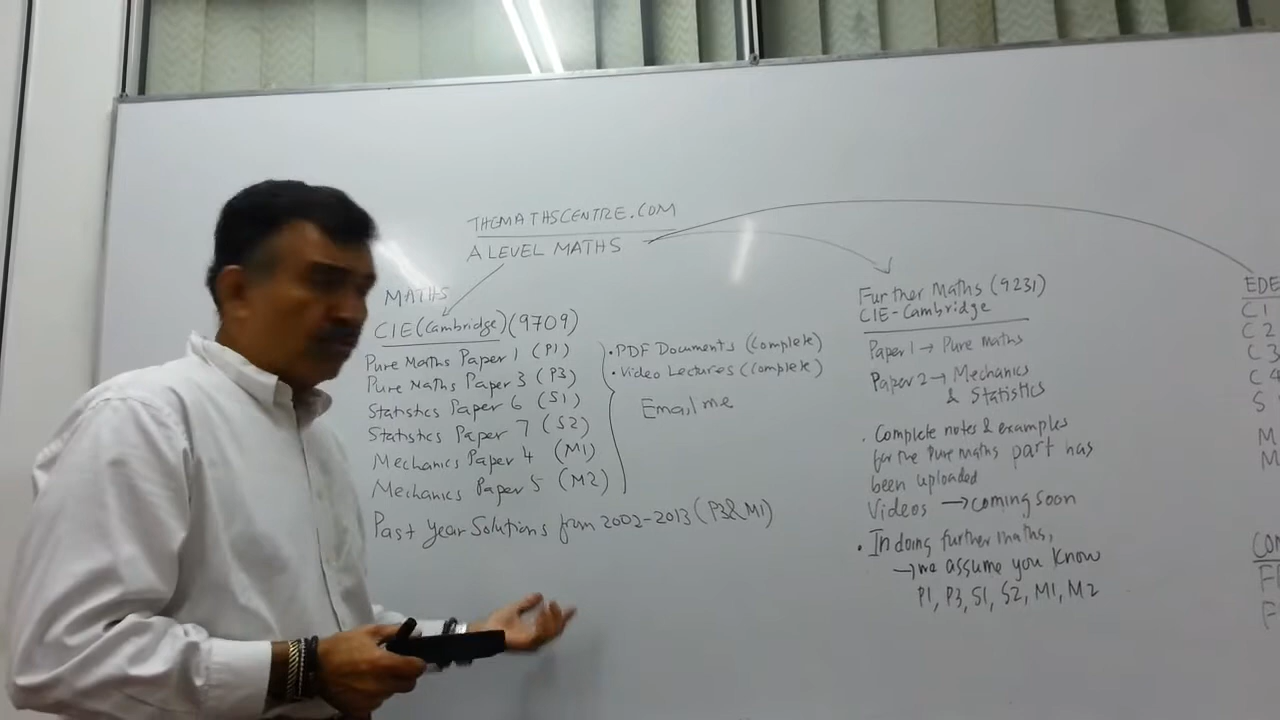 THEMATHSCENTRE.COM
A LEVEL MATHS
MATHS
CIE (Cambridge) (9709)
Pure Maths Paper 1 (P1)
Pure Maths Paper 3 (P3)
Statistics Paper 6 (S1)
Statistics Paper 7 (S2)
Mechanics Paper 4 (M1)
Mechanics Paper 5 (M2)
Past Year Solutions from 2002-2013 (P3&M1)
• PDF Documents (complete)
• Video Lectures (complete)
Email me
Further Maths (9231)
CIE-Cambridge
Paper 1 → Pure maths
Paper 2 → Mechanics
& Statistics
• Complete notes & examples
for the Pure Maths part has
been uploaded
Videos → coming soon
• In doing further maths,
→ we assume you know
P1, P3, S1, S2, M1, M2
EDE
C1
C2
C3
C4
S
M
M